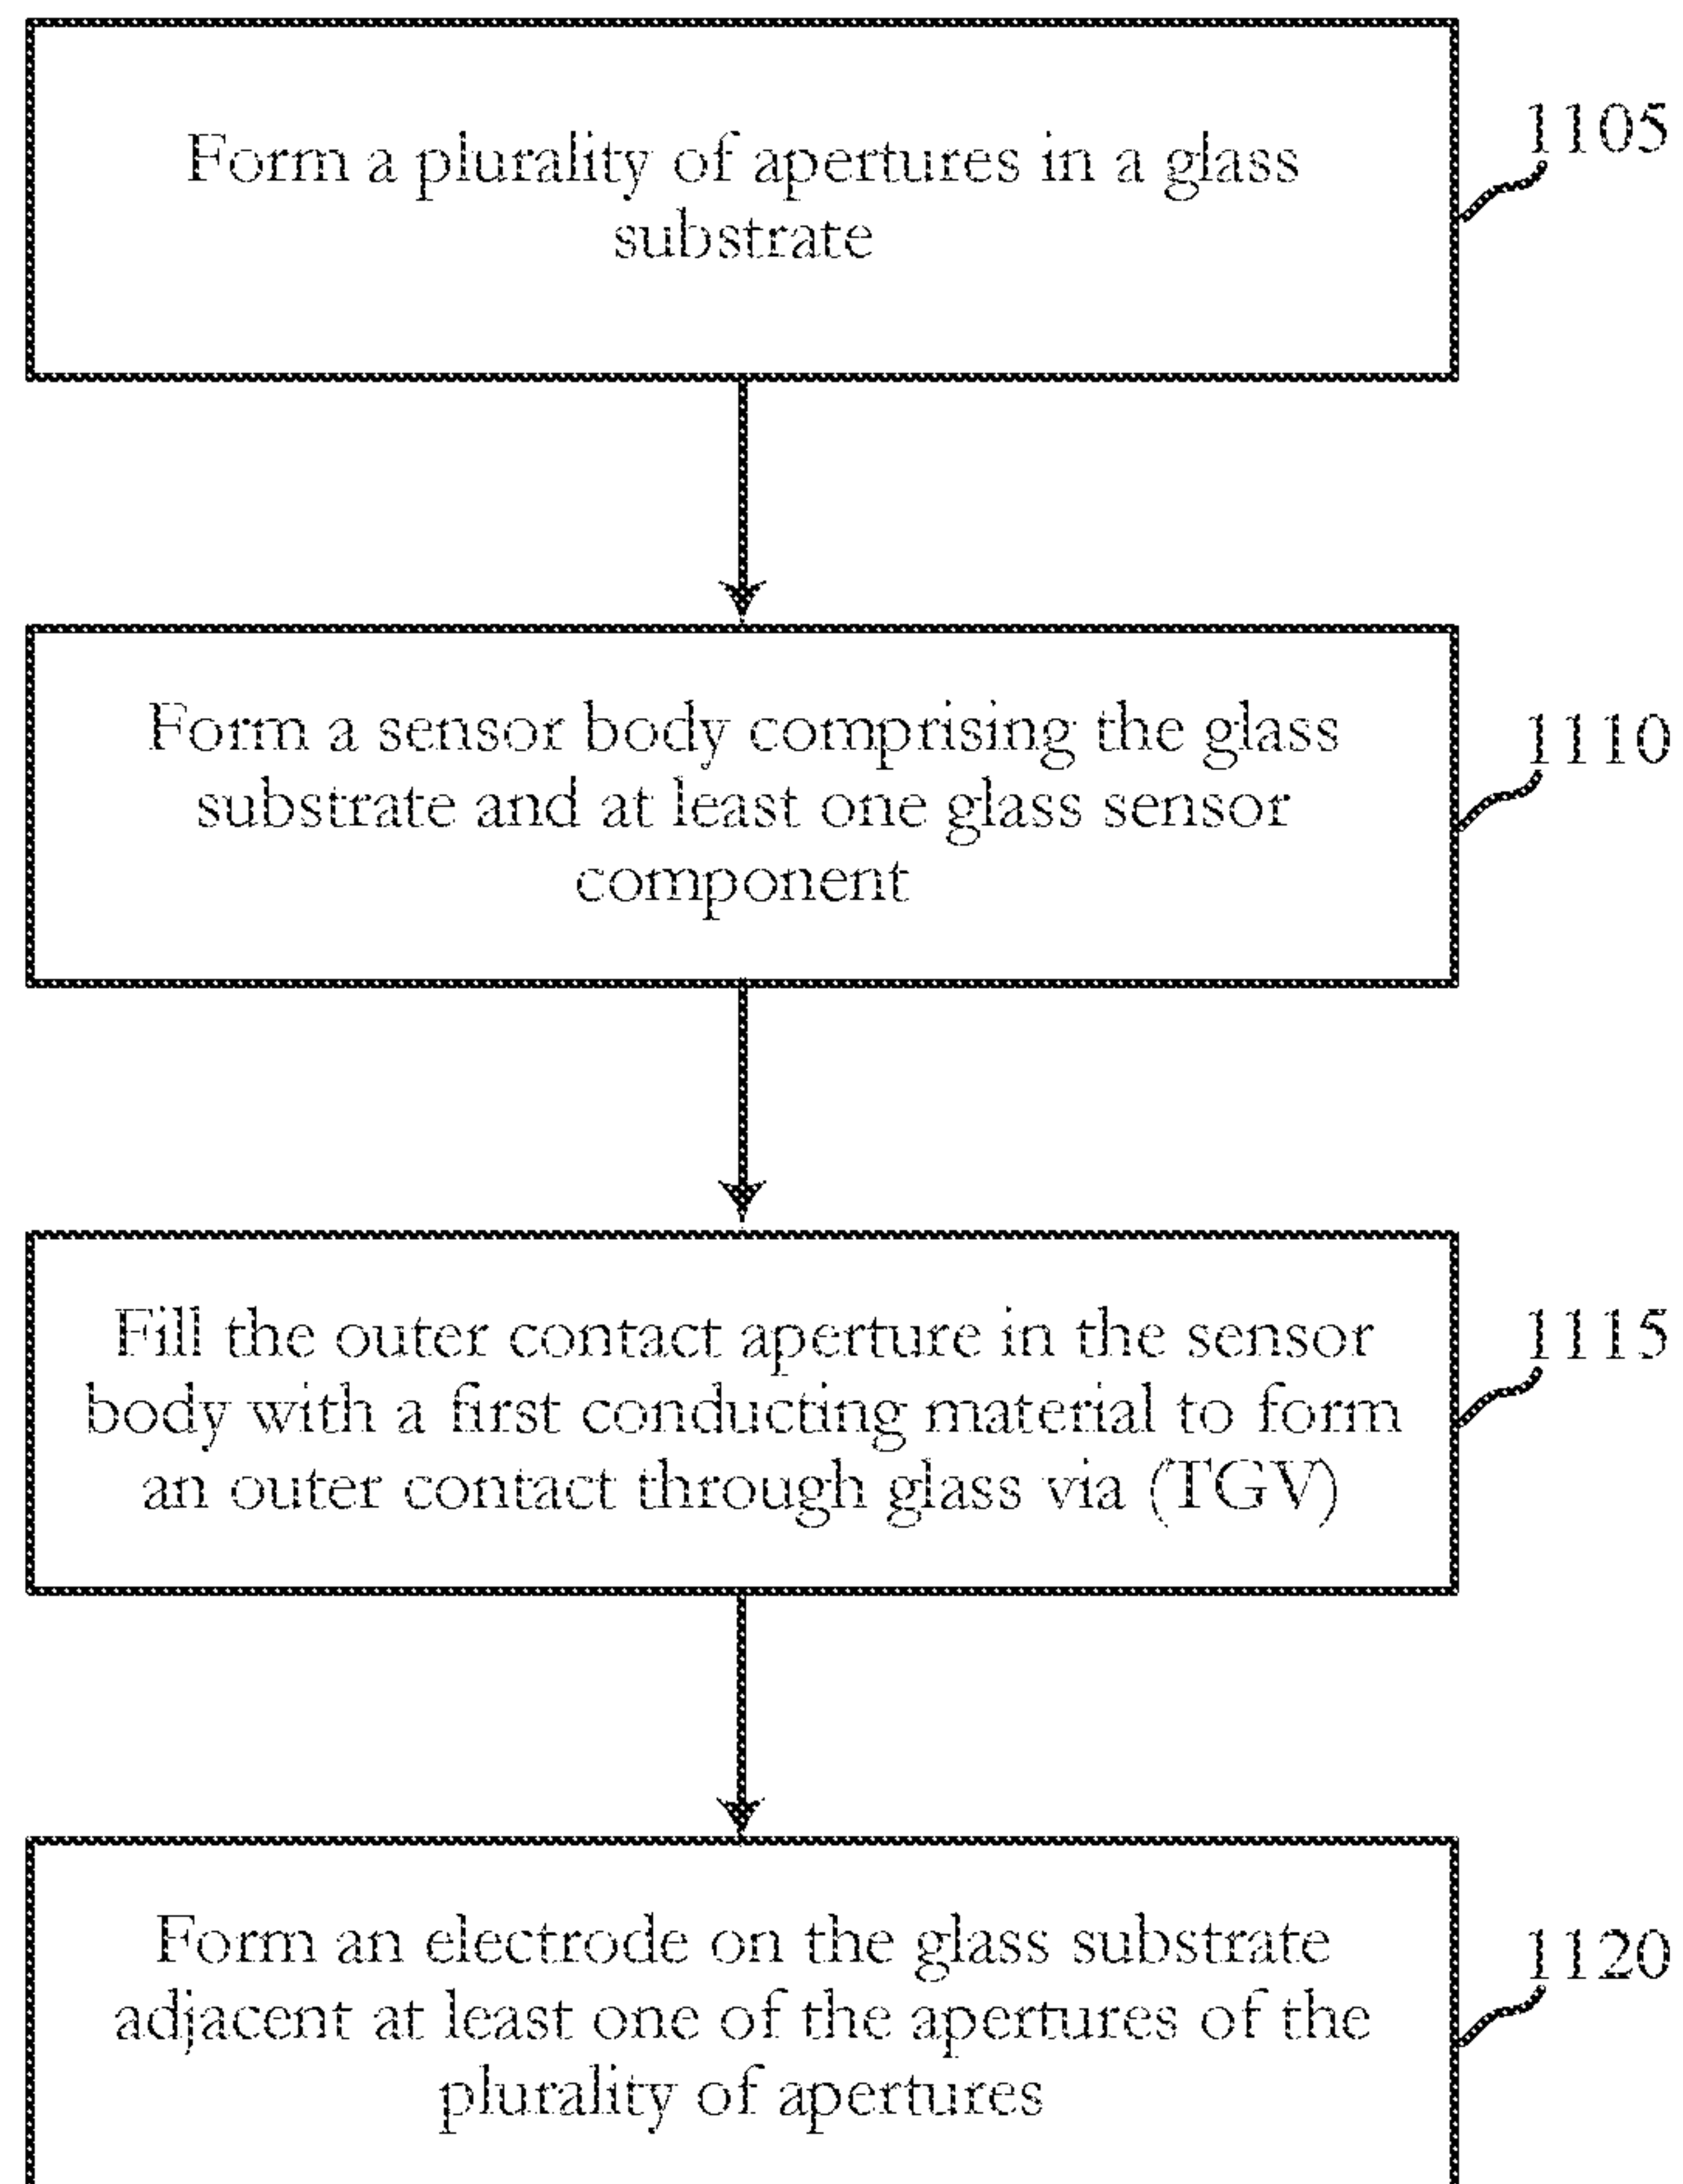 Form a plurality of apertures in a glass
substrate
1105
Form a sensor body comprising the glass
substrate and at least one glass sensor
component
1110
Fill the outer contact aperture in the sensor
body with a first conducting material to form
an outer contact through glass via (TGV)
1115
Form an electrode on the glass substrate
adjacent at least one of the apertures of the
plurality of apertures
1120